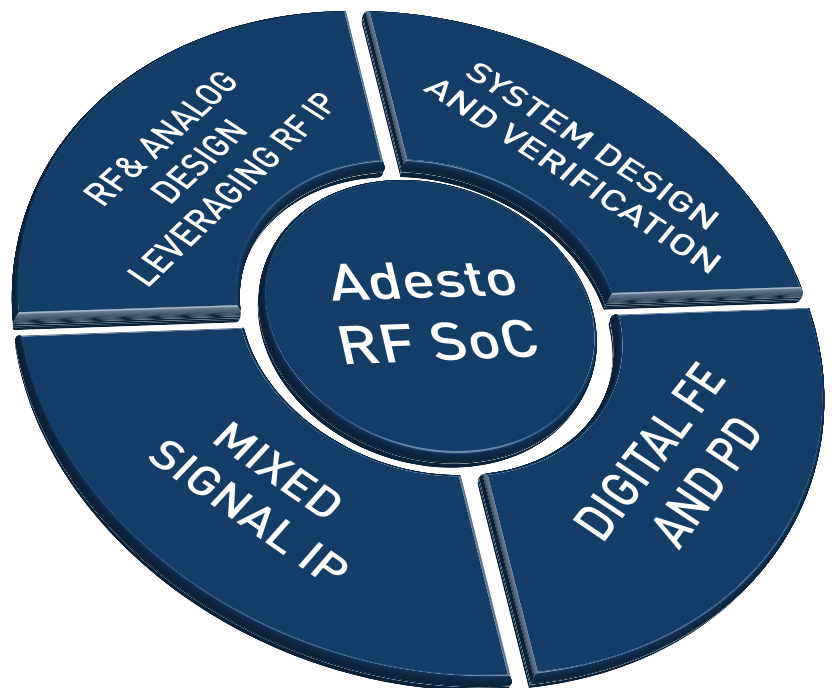 RF& ANALOG
DESIGN
LEVERAGING RF IP
SYSTEM DESIGN
AND VERIFICATION
Adesto
RF SoC
MIXED
SIGNAL IP
DIGITAL FE
AND PD